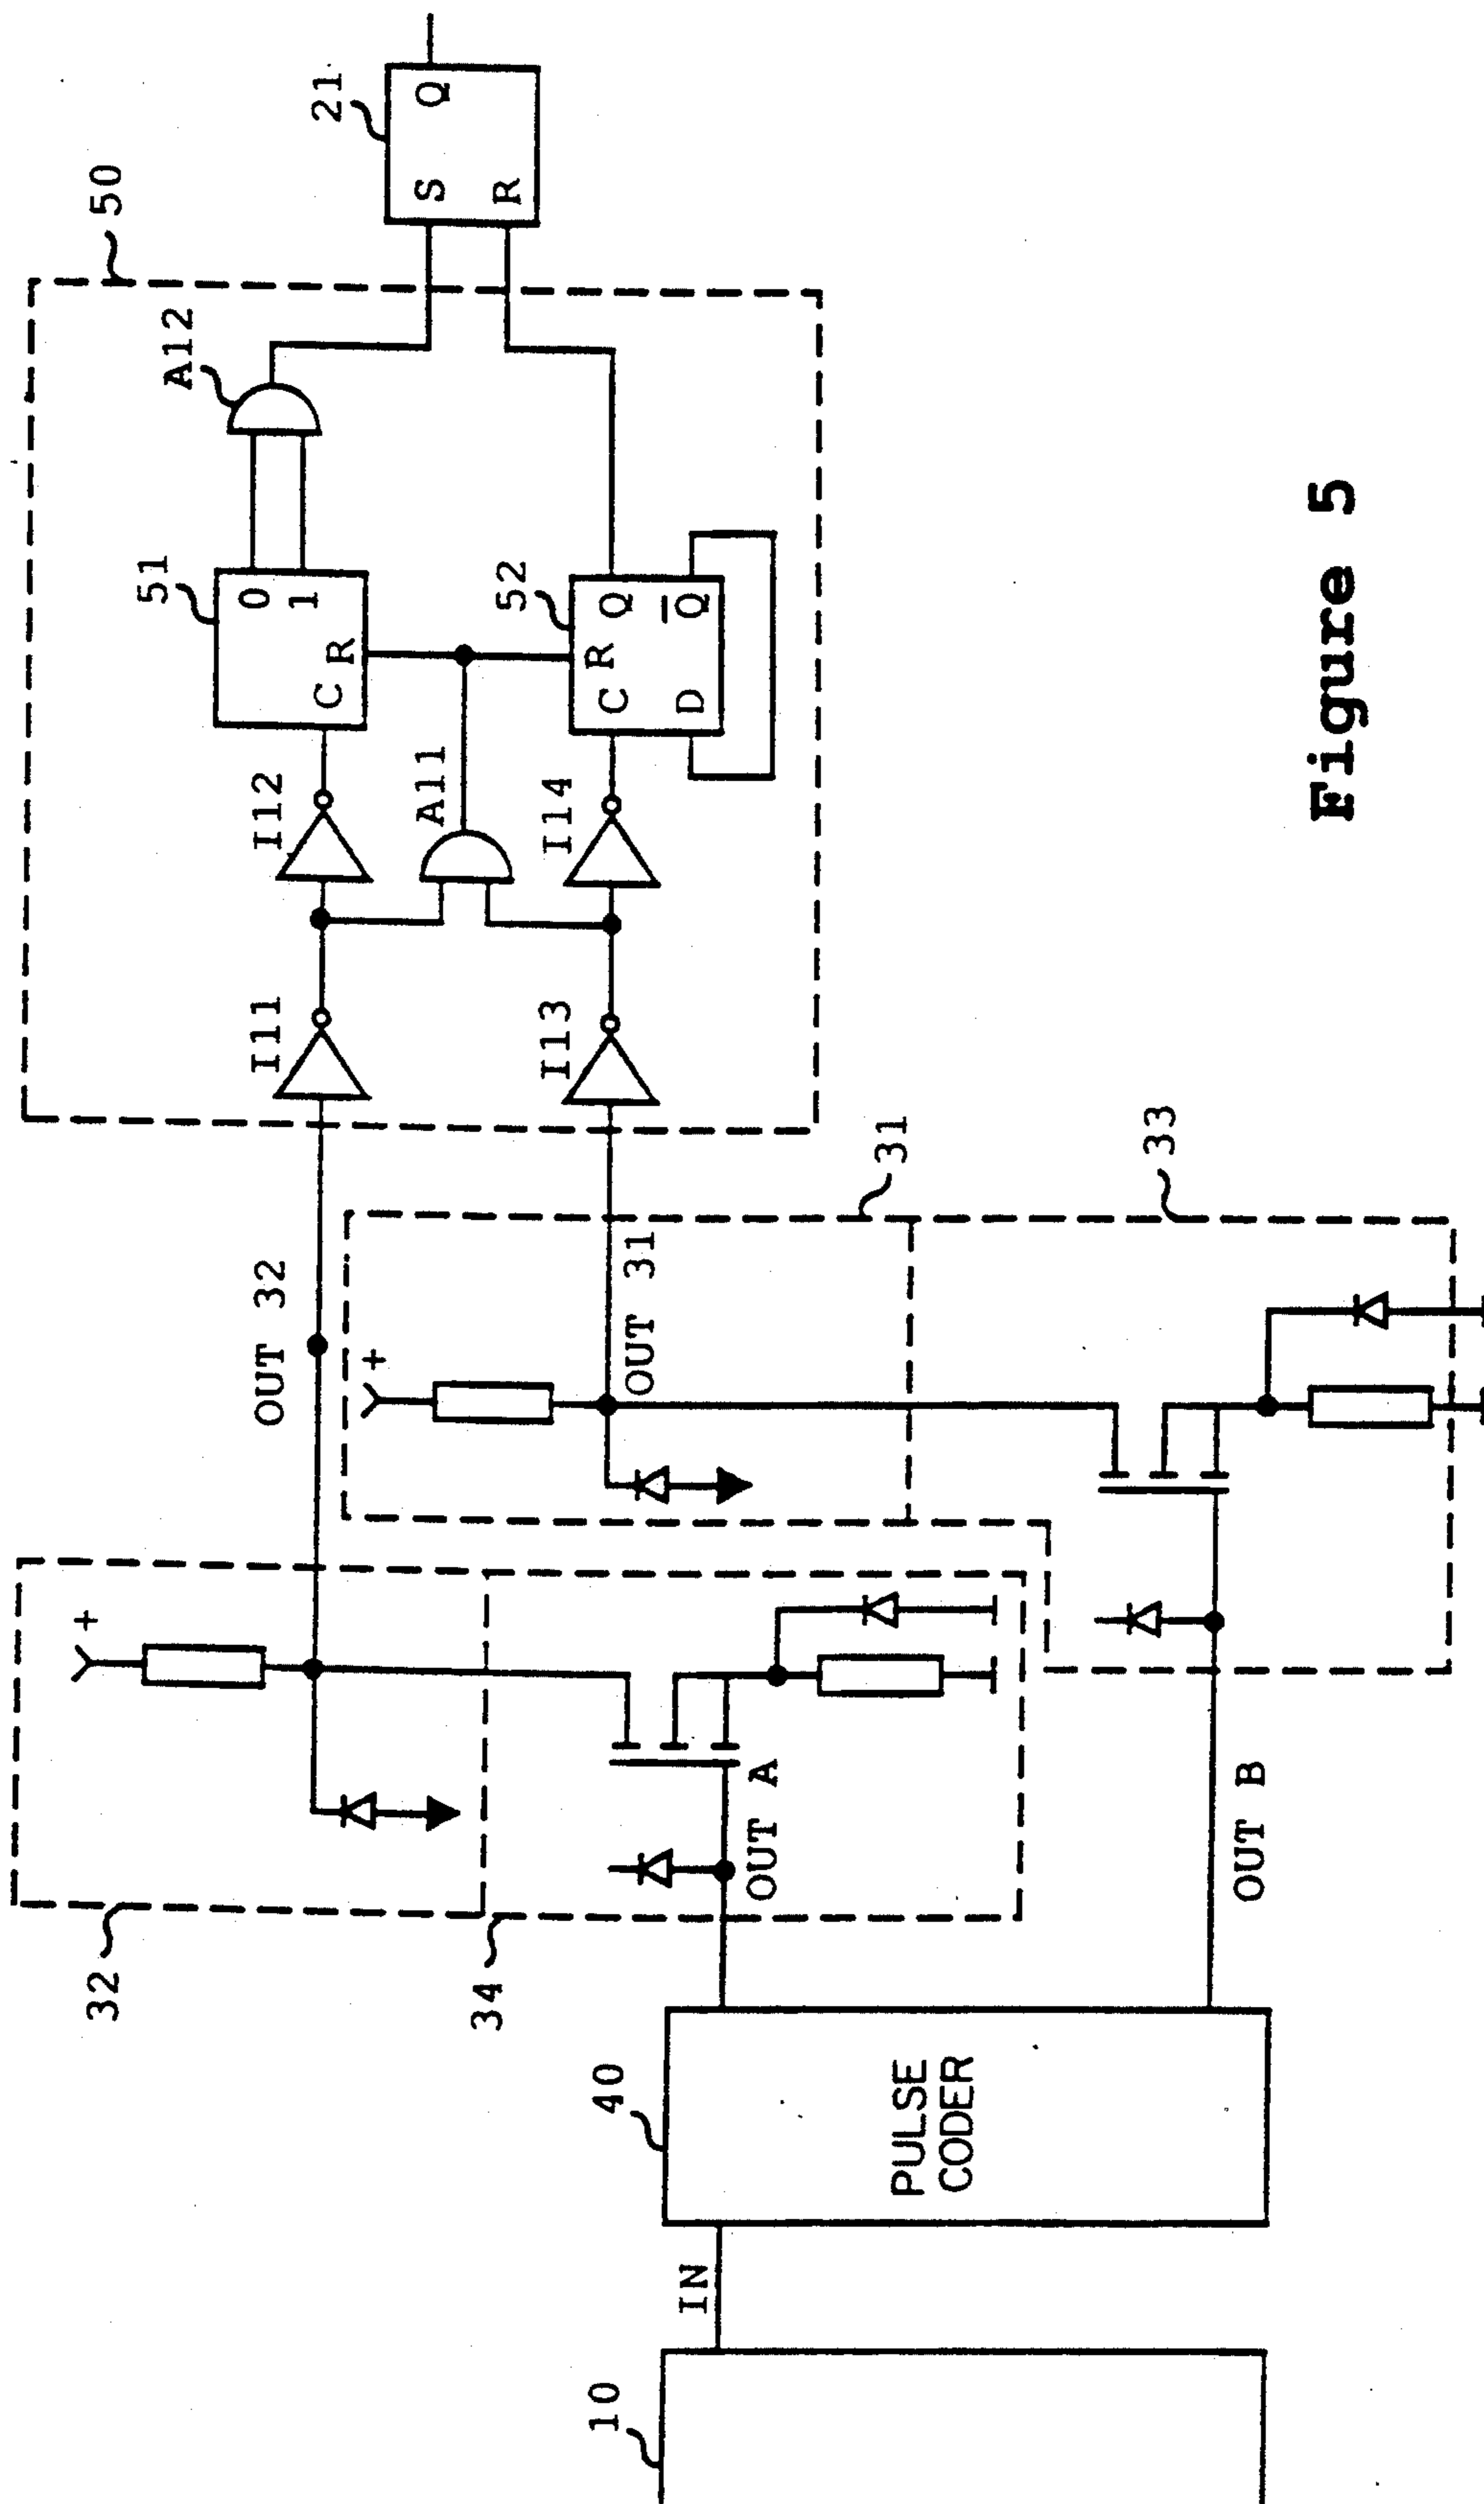 10
IN
40
PULSE
CODER
32
34
OUT A
OUT B
+
OUT 32
+
OUT 31
31
33
50
I11
I12
A11
I13
I14
51
C
R
0
1
A12
52
C
R
Q
D
Q̅
21
S
R
Q
Figure 5